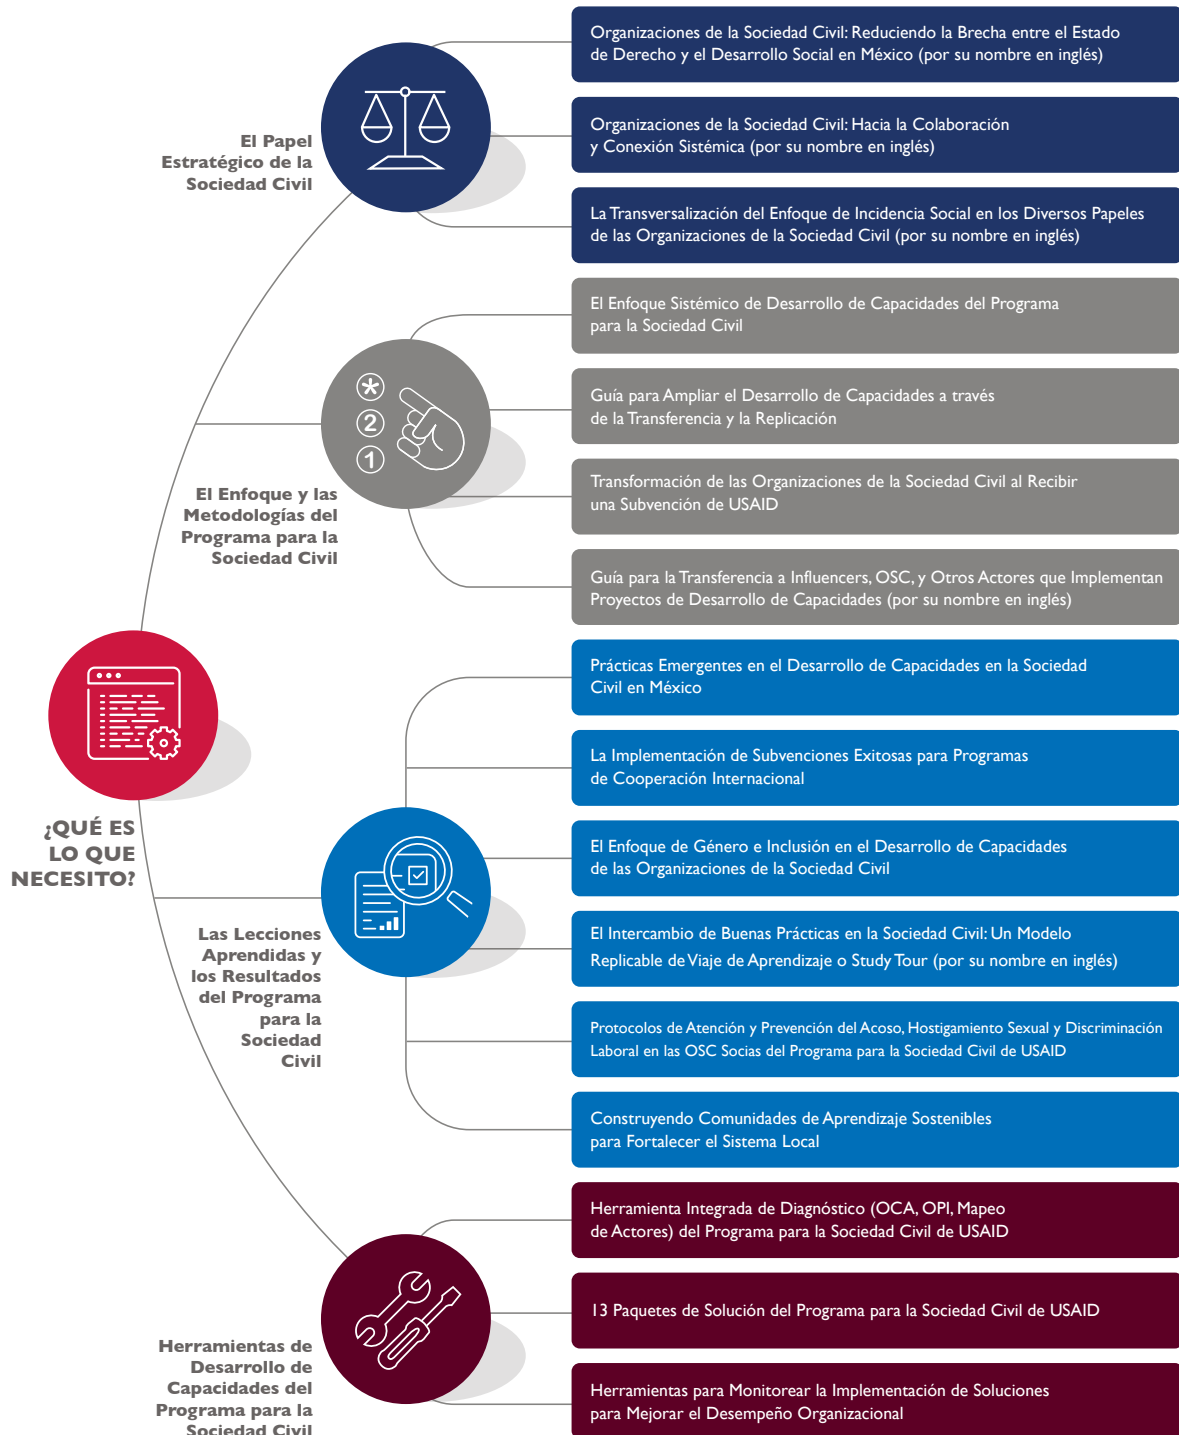 Organizaciones de la Sociedad Civil: Reduciendo la Brecha entre el Estado
de Derecho y el Desarrollo Social en México (por su nombre en inglés)
El Papel
Estratégico de la
Sociedad Civil
Organizaciones de la Sociedad Civil: Hacia la Colaboración
y Conexión Sistémica (por su nombre en inglés)
La Transversalización del Enfoque de Incidencia Social en los Diversos Papeles
de las Organizaciones de la Sociedad Civil (por su nombre en inglés)
El Enfoque Sistémico de Desarrollo de Capacidades del Programa
para la Sociedad Civil
2
1
Guía para Ampliar el Desarrollo de Capacidades a través
de la Transferencia y la Replicación
El Enfoque y las
Metodologías del
Programa para la
Sociedad Civil
Transformación de las Organizaciones de la Sociedad Civil al Recibir
una Subvención de USAID
Guía para la Transferencia a Influencers, OSC, y Otros Actores que Implementan
Proyectos de Desarrollo de Capacidades (por su nombre en inglés)
¿QUÉ ES
LO QUE
NECESITO?
Prácticas Emergentes en el Desarrollo de Capacidades en la Sociedad
Civil en México
La Implementación de Subvenciones Exitosas para Programas
de Cooperación Internacional
El Enfoque de Género e Inclusión en el Desarrollo de Capacidades
de las Organizaciones de la Sociedad Civil
Las Lecciones
Aprendidas y
los Resultados
del Programa
para la
Sociedad
Civil
El Intercambio de Buenas Prácticas en la Sociedad Civil: Un Modelo
Replicable de Viaje de Aprendizaje o Study Tour (por su nombre en inglés)
Protocolos de Atención y Prevención del Acoso, Hostigamiento Sexual y Discriminación
Laboral en las OSC Socias del Programa para la Sociedad Civil de USAID
Construyendo Comunidades de Aprendizaje Sostenibles
para Fortalecer el Sistema Local
Herramienta Integrada de Diagnóstico (OCA, OPI, Mapeo
de Actores) del Programa para la Sociedad Civil de USAID
13 Paquetes de Solución del Programa para la Sociedad Civil de USAID
Herramientas de
Desarrollo de
Capacidades del
Programa para la
Sociedad Civil
Herramientas para Monitorear la Implementación de Soluciones
para Mejorar el Desempeño Organizacional